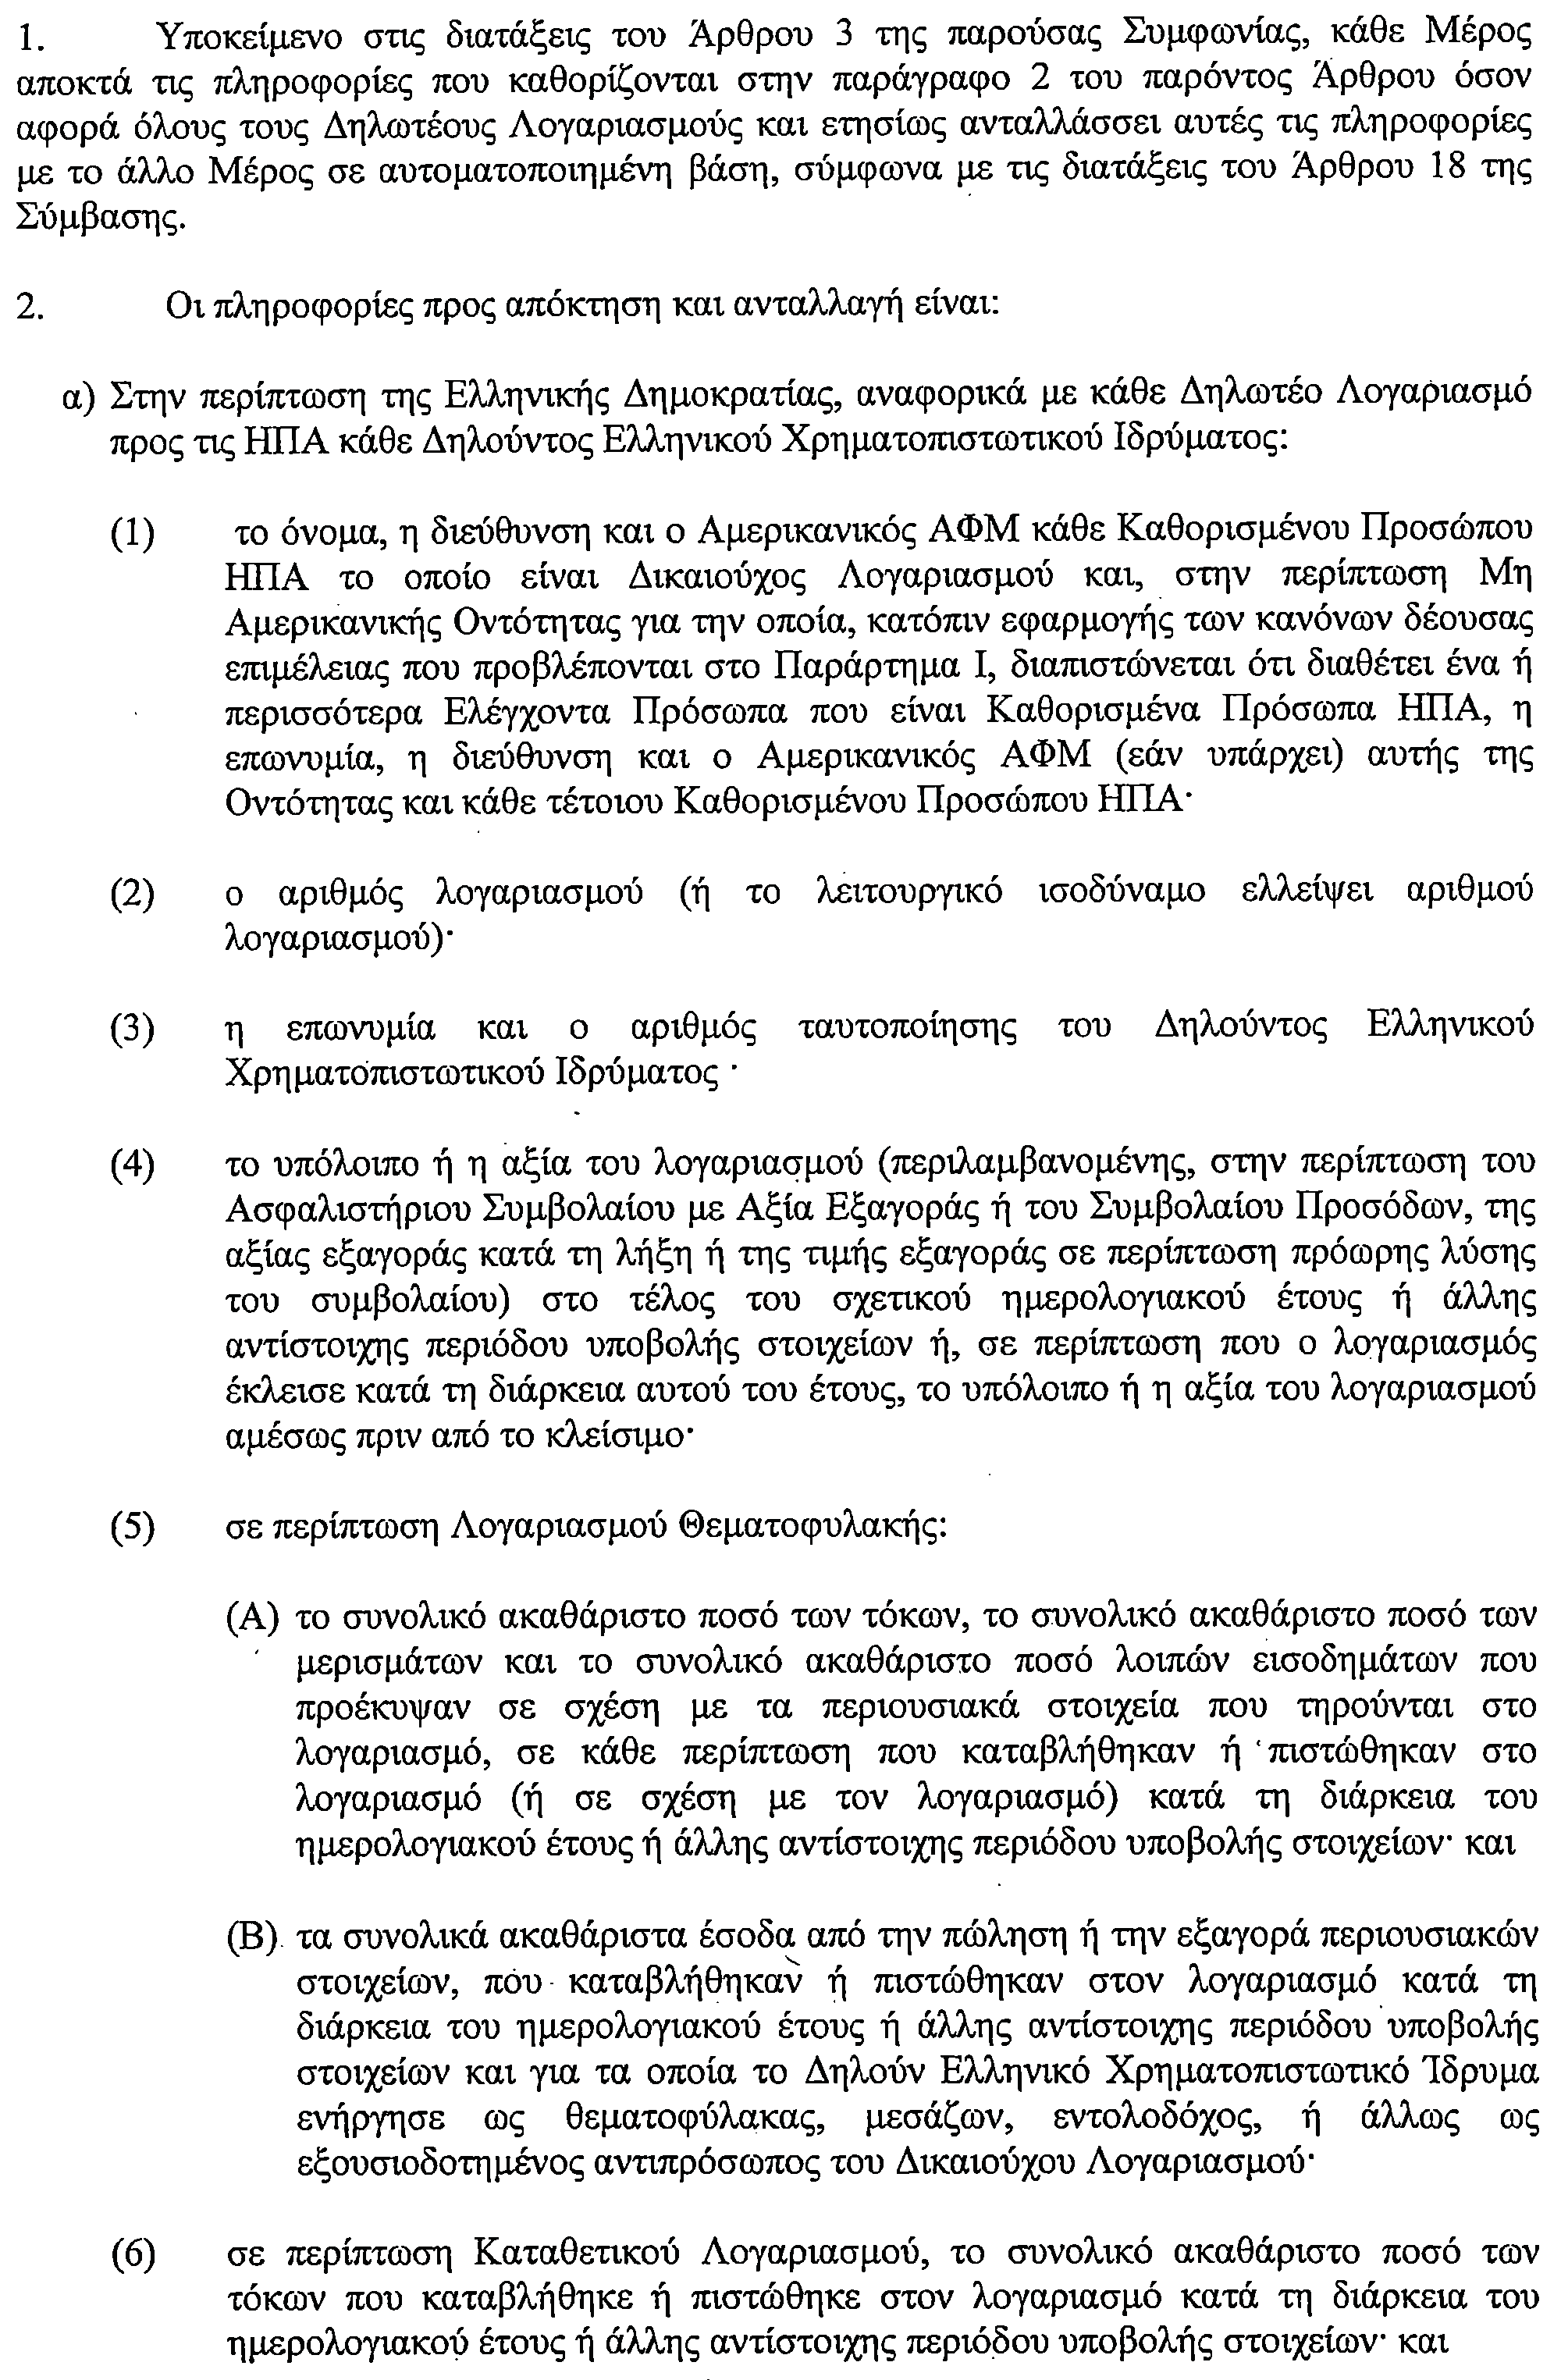 1. Υποκείμενο στις διατάξεις του Άρθρου 3 της παρούσας Συμφωνίας, κάθε Μέρος
αποκτά τις πληροφορίες που καθορίζονται στην παράγραφο 2 του παρόντος Άρθρου όσον
αφορά όλους τους Δηλωτέους Λογαριασμούς και ετησίως ανταλλάσσει αυτές τις πληροφορίες
με το άλλο Μέρος σε αυτοματοποιημένη βάση, σύμφωνα με τις διατάξεις του Άρθρου 18 της
Σύμβασης.
2. Οι πληροφορίες προς απόκτηση και ανταλλαγή είναι:
α) Στην περίπτωση της Ελληνικής Δημοκρατίας, αναφορικά με κάθε Δηλωτέο Λογαριασμό
προς τις ΗΠΑ κάθε Δηλούντος Ελληνικού Χρηματοπιστωτικού Ιδρύματος:
(1) το όνομα, η διεύθυνση και ο Αμερικανικός ΑΦΜ κάθε Καθορισμένου Προσώπου
ΗΠΑ το οποίο είναι Δικαιούχος Λογαριασμού και, στην περίπτωση Μη
Αμερικανικής Οντότητας για την οποία, κατόπιν εφαρμογής των κανόνων δέουσας
επιμέλειας που προβλέπονται στο Παράρτημα Ι, διαπιστώνεται ότι διαθέτει ένα ή
περισσότερα Ελέγχοντα Πρόσωπα που είναι Καθορισμένα Πρόσωπα ΗΠΑ, η
επωνυμία, η διεύθυνση και ο Αμερικανικός ΑΦΜ (εάν υπάρχει) αυτής της
Οντότητας και κάθε τέτοιου Καθορισμένου Προσώπου ΗΠΑ·
(2) ο αριθμός λογαριασμού (ή το λειτουργικό ισοδύναμο ελλείψει αριθμού
λογαριασμού)·
(3) η επωνυμία και ο αριθμός ταυτοποίησης του Δηλούντος Ελληνικού
Χρηματοπιστωτικού Ιδρύματος ·
(4) το υπόλοιπο ή η αξία του λογαριασμού (περιλαμβανομένης, στην περίπτωση του
Ασφαλιστήριου Συμβολαίου με Αξία Εξαγοράς ή του Συμβολαίου Προσόδων, της
αξίας εξαγοράς κατά τη λήξη ή της τιμής εξαγοράς σε περίπτωση πρόωρης λύσης
του συμβολαίου) στο τέλος του σχετικού ημερολογιακού έτους ή άλλης
αντίστοιχης περιόδου υποβολής στοιχείων ή, σε περίπτωση που ο λογαριασμός
έκλεισε κατά τη διάρκεια αυτού του έτους, το υπόλοιπο ή η αξία του λογαριασμού
αμέσως πριν από το κλείσιμο·
(5) σε περίπτωση Λογαριασμού Θεματοφυλακής:
(Α) το συνολικό ακαθάριστο ποσό των τόκων, το συνολικό ακαθάριστο ποσό των
μερισμάτων και το συνολικό ακαθάριστο ποσό λοιπών εισοδημάτων που
προέκυψαν σε σχέση με τα περιουσιακά στοιχεία που τηρούνται στο
λογαριασμό, σε κάθε περίπτωση που καταβλήθηκαν ή πιστώθηκαν στο
λογαριασμό (ή σε σχέση με τον λογαριασμό) κατά τη διάρκεια του
ημερολογιακού έτους ή άλλης αντίστοιχης περιόδου υποβολής στοιχείων· και
(Β) τα συνολικά ακαθάριστα έσοδα από την πώληση ή την εξαγορά περιουσιακών
στοιχείων, που καταβλήθηκαν ή πιστώθηκαν στον λογαριασμό κατά τη
διάρκεια του ημερολογιακού έτους ή άλλης αντίστοιχης περιόδου υποβολής
στοιχείων και για τα οποία το Δηλούν Ελληνικό Χρηματοπιστωτικό Ίδρυμα
ενήργησε ως θεματοφύλακας, μεσάζων, εντολοδόχος, ή άλλως ως
εξουσιοδοτημένος αντιπρόσωπος του Δικαιούχου Λογαριασμού·
(6) σε περίπτωση Καταθετικού Λογαριασμού, το συνολικό ακαθάριστο ποσό των
τόκων που καταβλήθηκε ή πιστώθηκε στον λογαριασμό κατά τη διάρκεια του
ημερολογιακού έτους ή άλλης αντίστοιχης περιόδου υποβολής στοιχείων· και